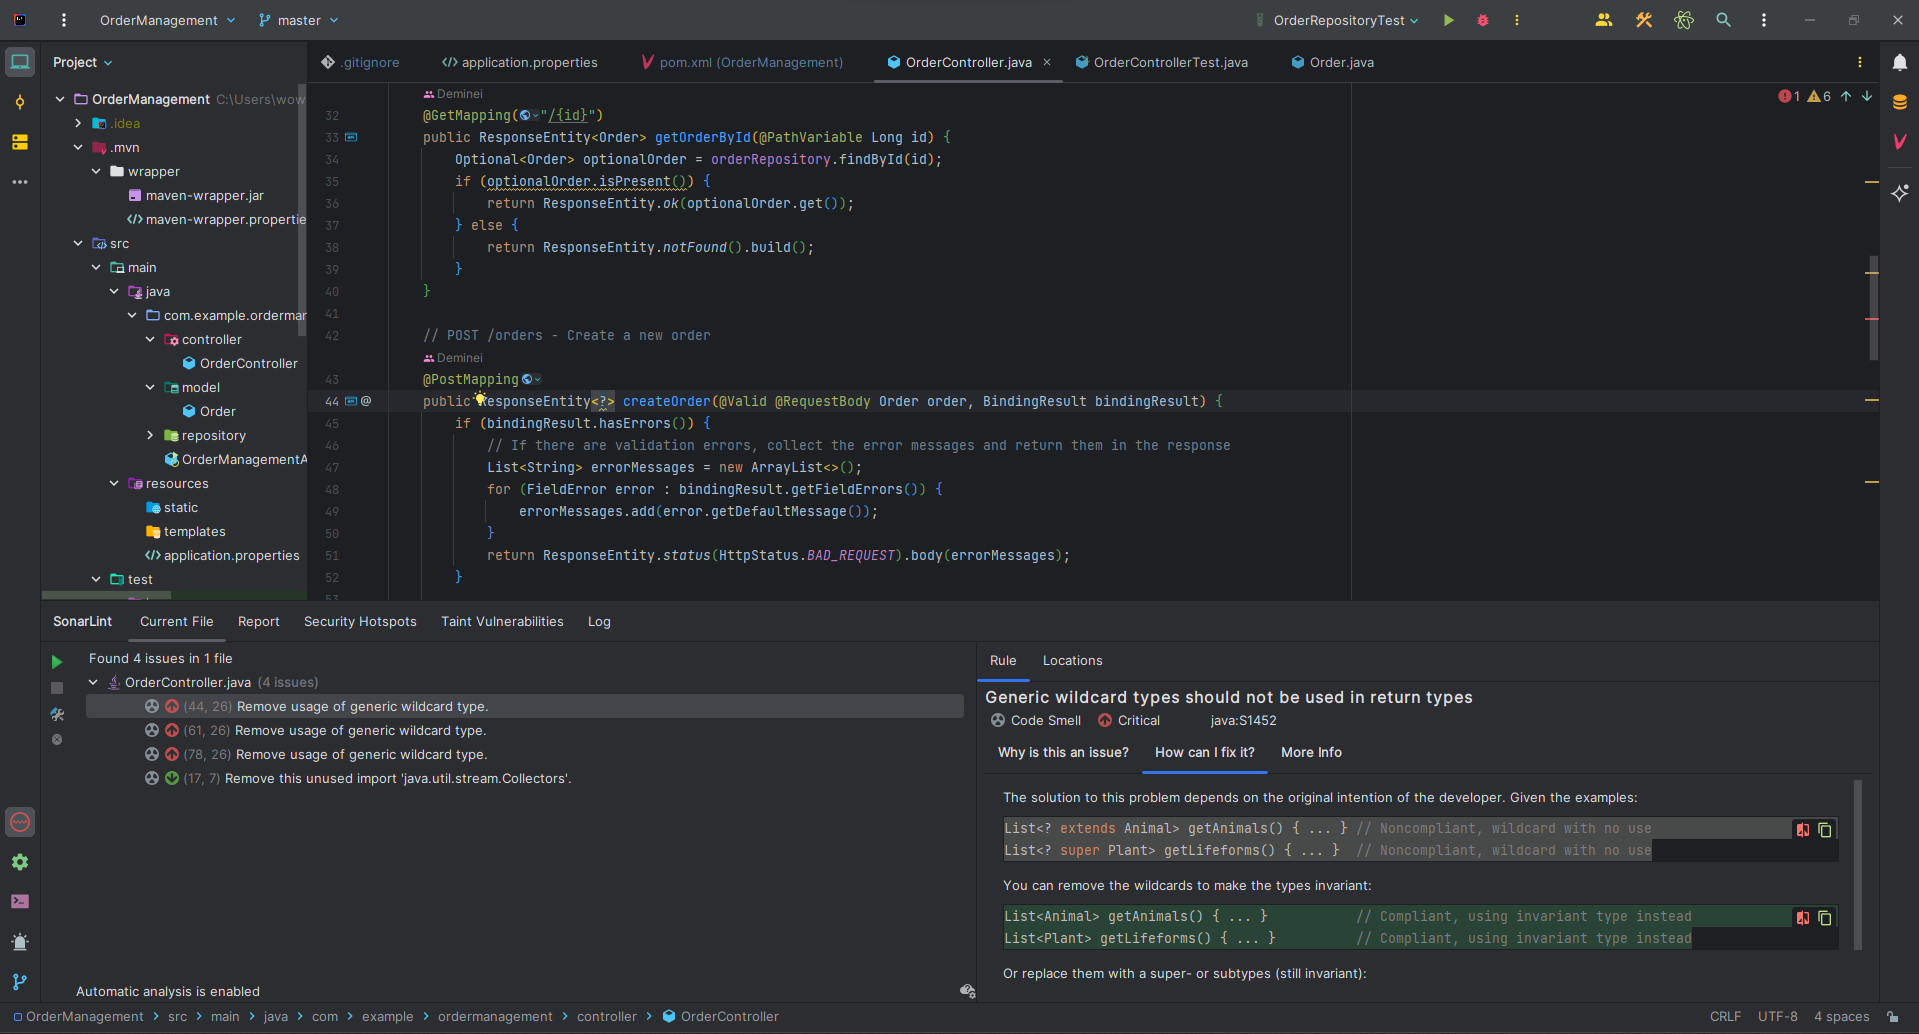 OrderManagement
master
OrderRepositoryTest
Project
.gitignore
application.properties
pom.xml (OrderManagement)
OrderController.java
OrderControllerTest.java
Order.java
OrderManagement C:\Users\wow
.idea
.mvn
wrapper
maven-wrapper.jar
maven-wrapper.propertie
src
main
java
com.example.orderman
controller
OrderController
model
Order
repository
OrderManagementA
resources
static
templates
application.properties
test
1 6
Deminei
32 @GetMapping("/{id}")
33 public ResponseEntity<Order> getOrderById(@PathVariable Long id) {
34 Optional<Order> optionalOrder = orderRepository.findById(id);
35 if (optionalOrder.isPresent()) {
36 return ResponseEntity.ok(optionalOrder.get());
37 } else {
38 return ResponseEntity.notFound().build();
39 }
40 }
41
42 // POST /orders - Create a new order
Deminei
43 @PostMapping
44 @ public ResponseEntity<?> createOrder(@Valid @RequestBody Order order, BindingResult bindingResult) {
45 if (bindingResult.hasErrors()) {
46 // If there are validation errors, collect the error messages and return them in the response
47 List<String> errorMessages = new ArrayList<>();
48 for (FieldError error : bindingResult.getFieldErrors()) {
49 errorMessages.add(error.getDefaultMessage());
50 }
51 return ResponseEntity.status(HttpStatus.BAD_REQUEST).body(errorMessages);
52 }
53
SonarLint Current File Report Security Hotspots Taint Vulnerabilities Log
Found 4 issues in 1 file
OrderController.java (4 issues)
(44, 26) Remove usage of generic wildcard type.
(61, 26) Remove usage of generic wildcard type.
(78, 26) Remove usage of generic wildcard type.
(17, 7) Remove this unused import 'java.util.stream.Collectors'.
Automatic analysis is enabled
Rule Locations
Generic wildcard types should not be used in return types
Code Smell Critical java:S1452
Why is this an issue? How can I fix it? More Info
The solution to this problem depends on the original intention of the developer. Given the examples:
List<? extends Animal> getAnimals() { ... } // Noncompliant, wildcard with no use
List<? super Plant> getLifeforms() { ... } // Noncompliant, wildcard with no use
You can remove the wildcards to make the types invariant:
List<Animal> getAnimals() { ... } // Compliant, using invariant type instead
List<Plant> getLifeforms() { ... } // Compliant, using invariant type instead
Or replace them with a super- or subtypes (still invariant):
OrderManagement > src > main > java > com > example > ordermanagement > controller > OrderController
CRLF UTF-8 4 spaces